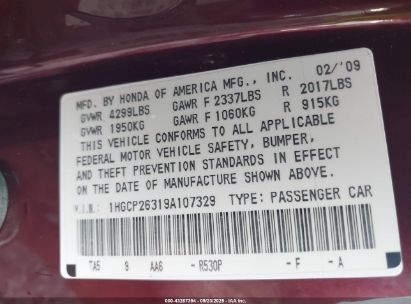 MFD. BY HONDA OF AMERICA MFG., INC. 02/'09
GVWR 4299LBS GAWR F 2337LBS R 2017LBS
GVWR 1950KG GAWR F 1060KG R 915KG
THIS VEHICLE CONFORMS TO ALL APPLICABLE
FEDERAL MOTOR VEHICLE SAFETY, BUMPER,
AND THEFT PREVENTION STANDARDS IN EFFECT
ON THE DATE OF MANUFACTURE SHOWN ABOVE.
V.I.N.: 1HGCP26319A107329 TYPE: PASSENGER CAR
TA5 9 AA6 -R530P -F -A